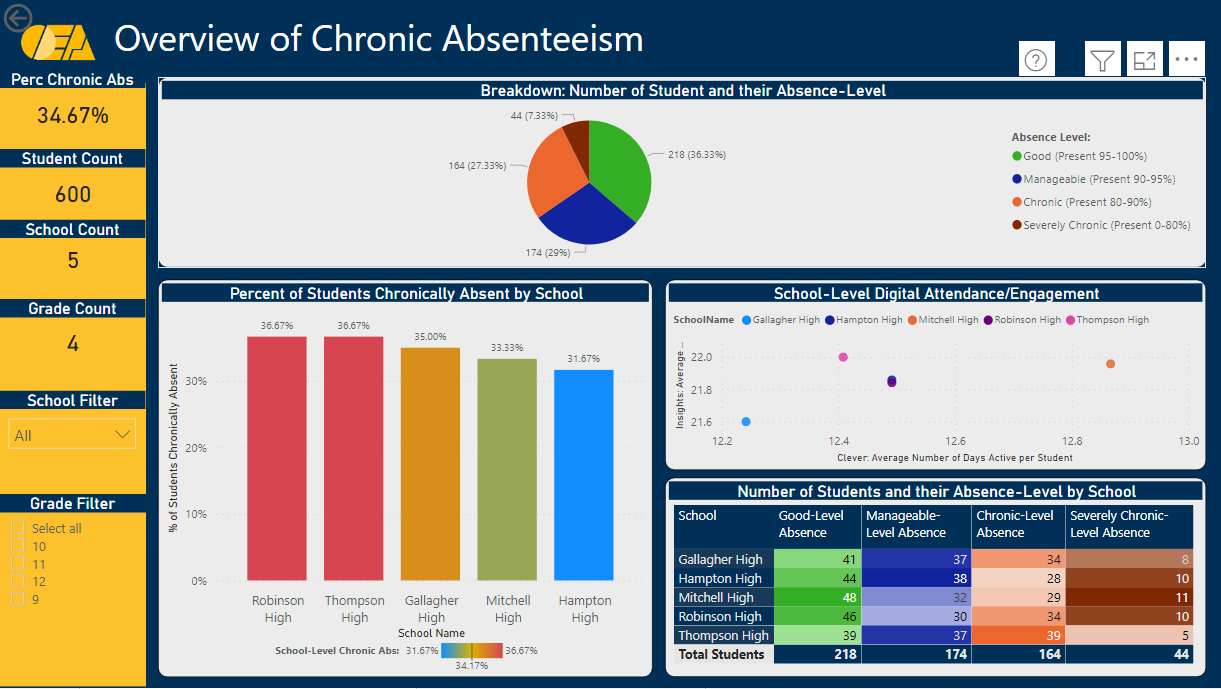 OEA
Overview of Chronic Absenteeism
Perc Chronic Abs
34.67%
Student Count
600
School Count
5
Grade Count
4
School Filter
All
Grade Filter
Select all
10
11
12
9
Breakdown: Number of Student and their Absence-Level
44 (7.33%)
164 (27.33%)
218 (36.33%)
174 (29%)
Absence Level:
Good (Present 95-100%)
Manageable (Present 90-95%)
Chronic (Present 80-90%)
Severely Chronic (Present 0-80%)
Percent of Students Chronically Absent by School
% of Students Chronically Absent
30%
20%
10%
0%
36.67%
36.67%
35.00%
33.33%
31.67%
Robinson High
Thompson High
Gallagher High
Mitchell High
Hampton High
School Name
School-Level Chronic Abs: 31.67% 36.67%
34.17%
School-Level Digital Attendance/Engagement
SchoolName Gallagher High Hampton High Mitchell High Robinson High Thompson High
Insights: Average ...
22.0
21.8
21.6
12.2 12.4 12.6 12.8 13.0
Clever: Average Number of Days Active per Student
Number of Students and their Absence-Level by School
School Good-Level Absence Manageable-Level Absence Chronic-Level Absence Severely Chronic-Level Absence
Gallagher High 41 37 34 8
Hampton High 44 38 28 10
Mitchell High 48 32 29 11
Robinson High 46 30 34 10
Thompson High 39 37 39 5
Total Students 218 174 164 44